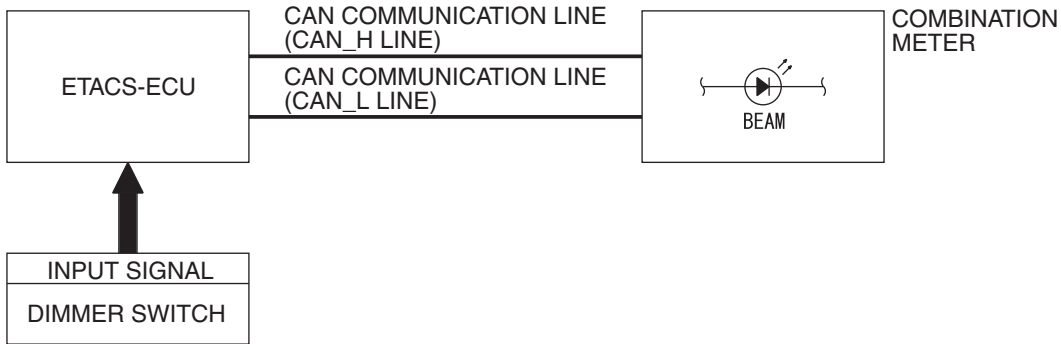 CAN COMMUNICATION LINE
(CAN_H LINE)
COMBINATION
METER
ETACS-ECU
CAN COMMUNICATION LINE
(CAN_L LINE)
BEAM
INPUT SIGNAL
DIMMER SWITCH